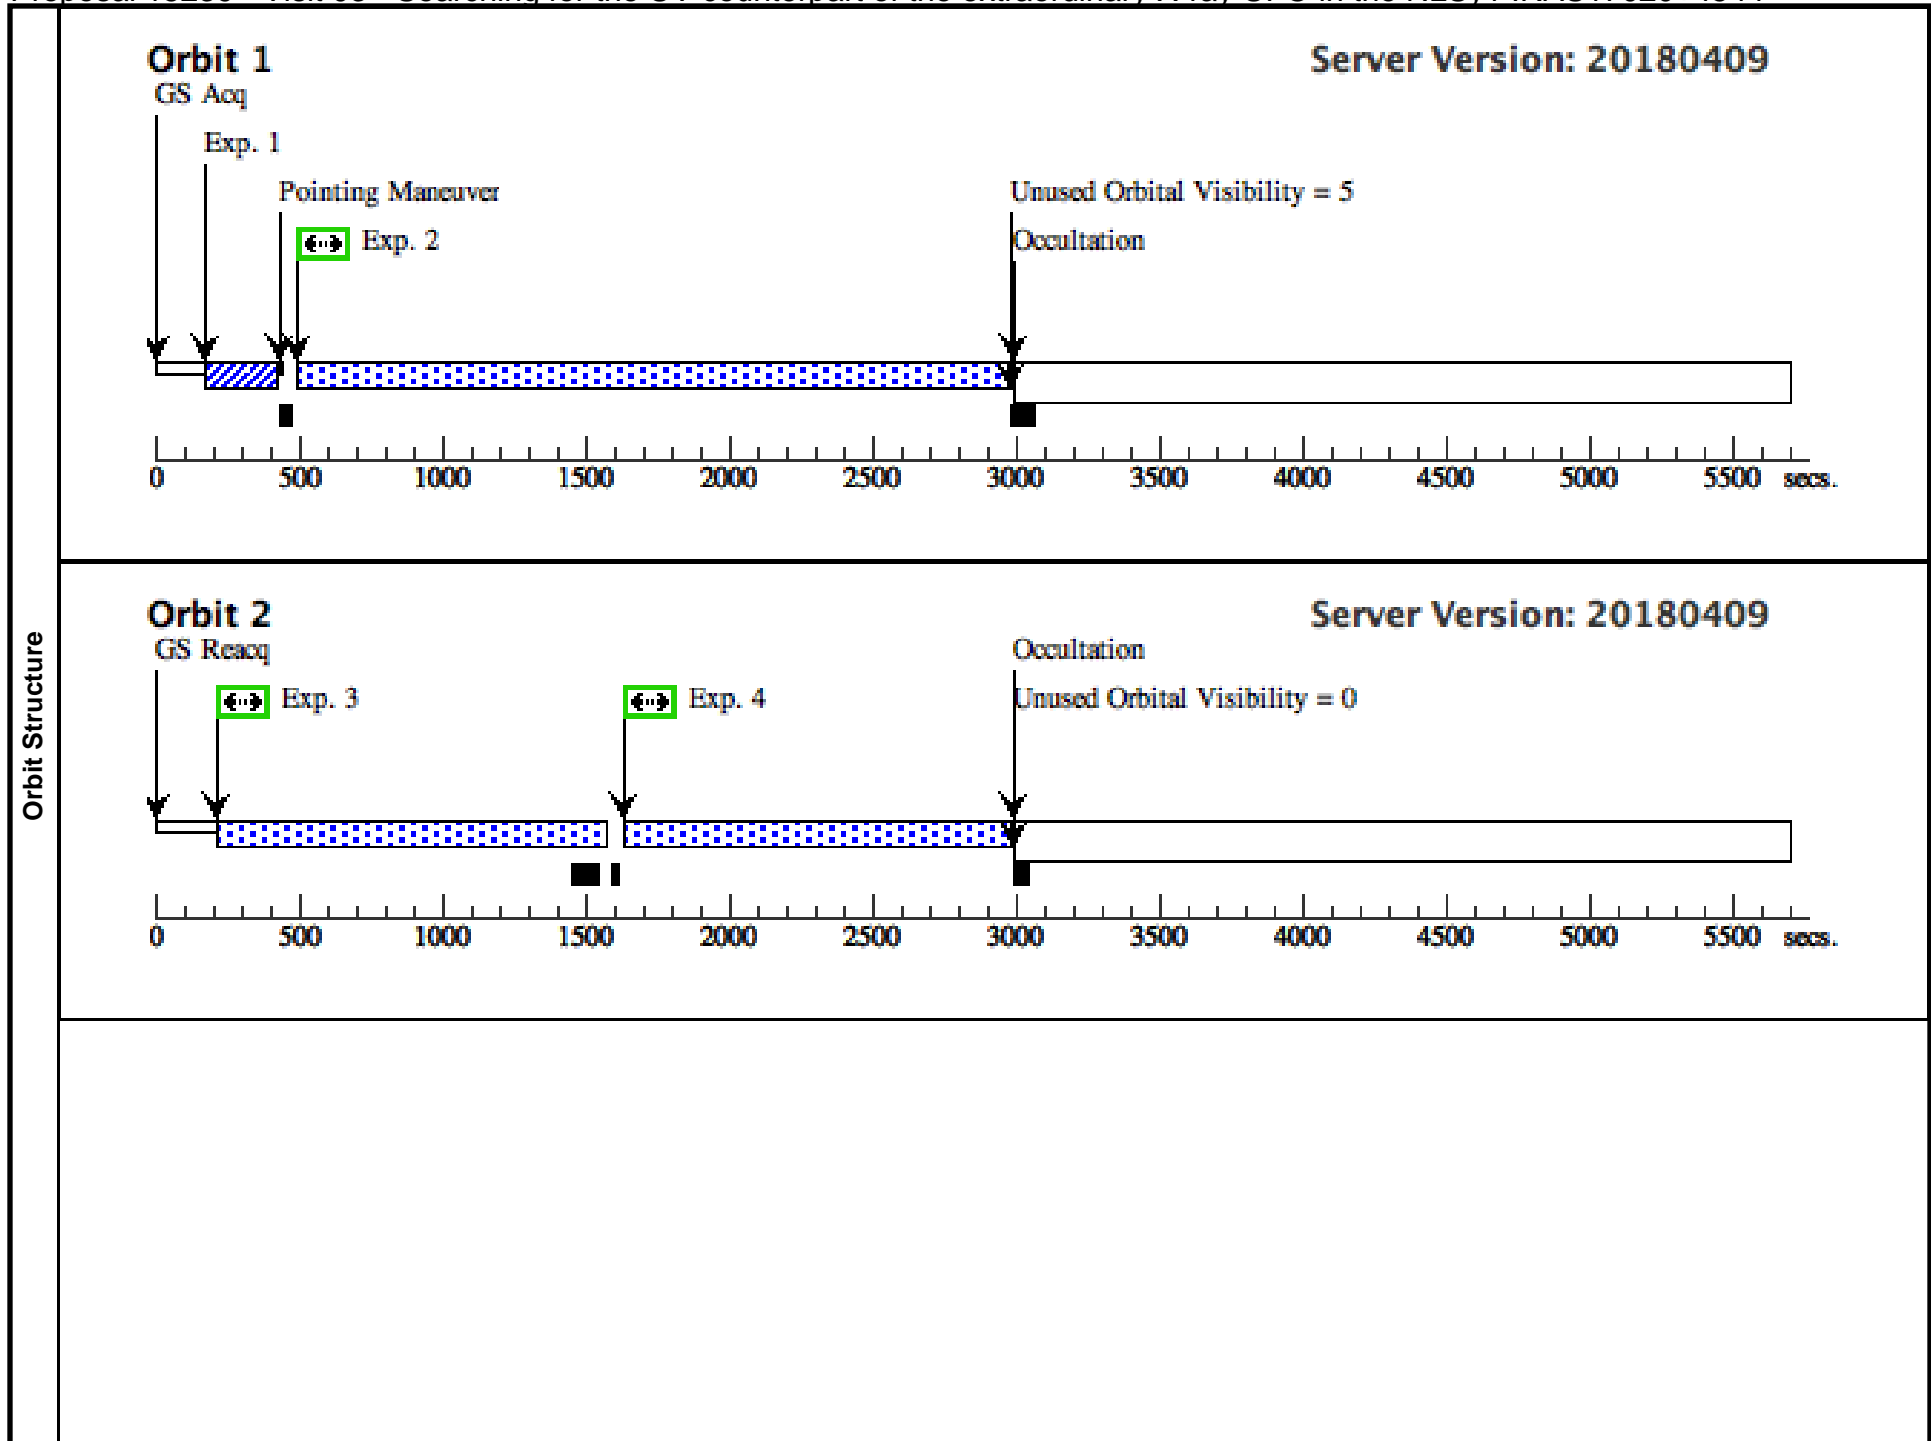 Orbit 1
Server Version: 20180409
GS Acq
Exp. 1
Pointing Maneuver
Unused Orbital Visibility = 5
Exp. 2
Occultation
0 500 1000 1500 2000 2500 3000 3500 4000 4500 5000 5500 secs.
Orbit Structure
Orbit 2
Server Version: 20180409
GS Reacq
Occultation
Exp. 3
Exp. 4
Unused Orbital Visibility = 0
0 500 1000 1500 2000 2500 3000 3500 4000 4500 5000 5500 secs.